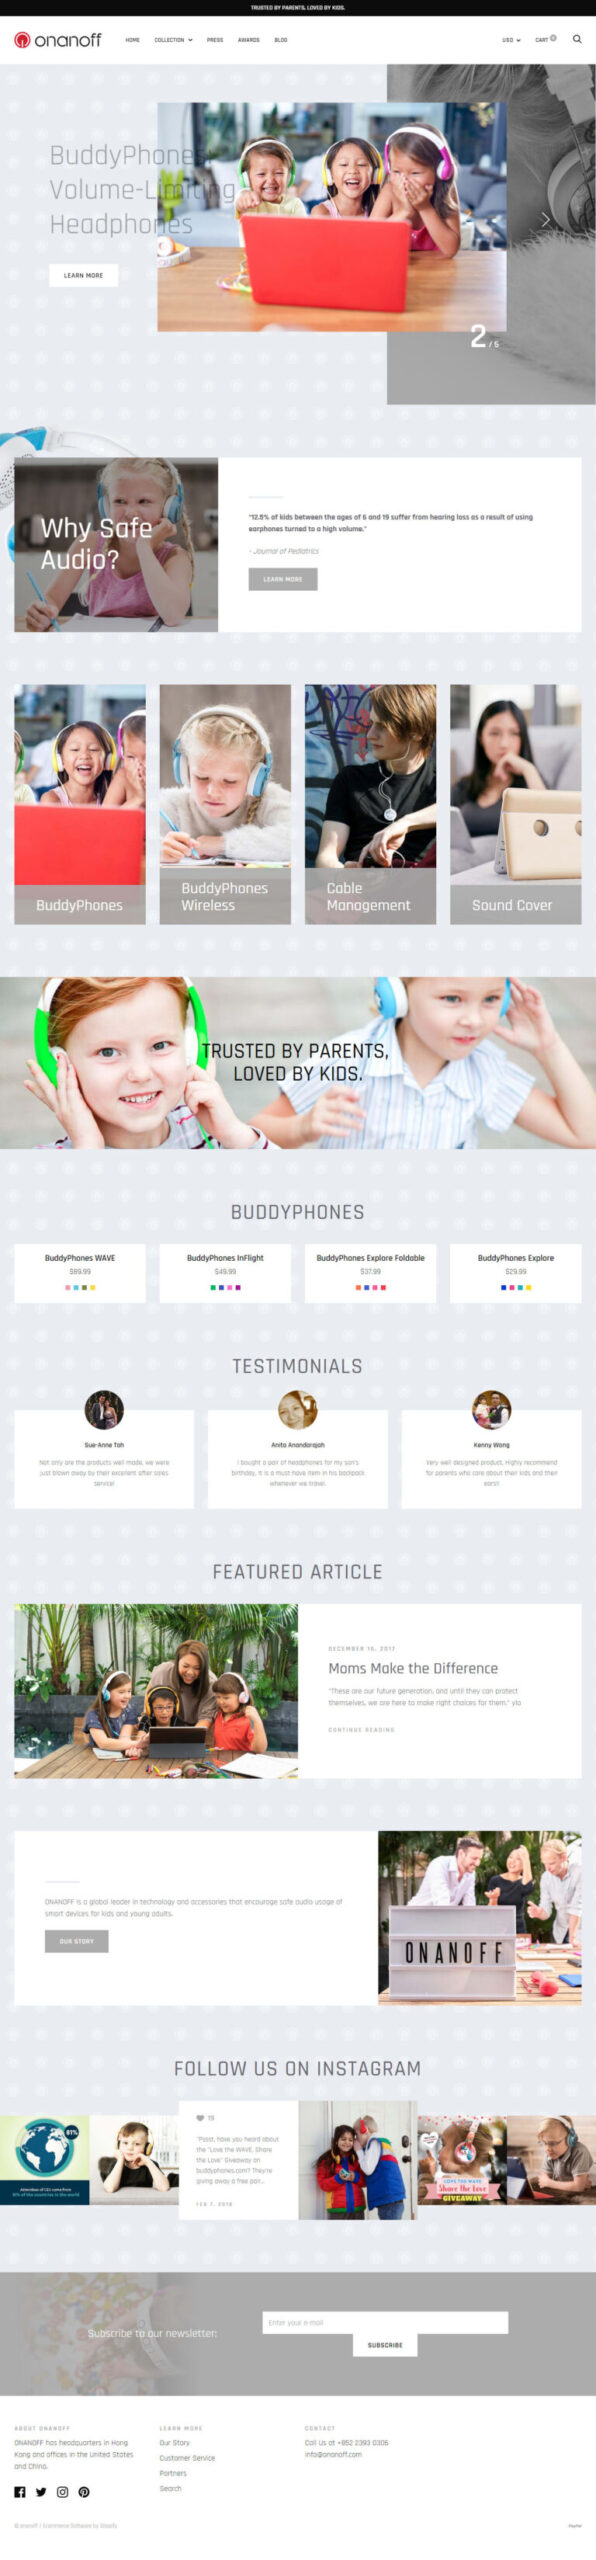 TRUSTED BY PARENTS, LOVED BY KIDS.
onanoff
HOME COLLECTION PRESS AWARDS BLOG
USD CART 0
BuddyPhones:
Volume-Limiting
Headphones
LEARN MORE
2 / 5
Why Safe
Audio?
"12.5% of kids between the ages of 6 and 19 suffer from hearing loss as a result of using
earphones turned to a high volume."
- Journal of Pediatrics
LEARN MORE
BuddyPhones
BuddyPhones
Wireless
Cable
Management
Sound Cover
TRUSTED BY PARENTS,
LOVED BY KIDS.
BUDDYPHONES
BuddyPhones WAVE
$89.99
BuddyPhones InFlight
$49.99
BuddyPhones Explore Foldable
$37.99
BuddyPhones Explore
$29.99
TESTIMONIALS
Sue-Anne Toh
Not only are the products well made, we were
just blown away by their excellent after sales
service!
Anita Anandarajah
I bought a pair of headphones for my son's
birthday, it is a must-have item in his backpack
whenever we travel.
Kenny Wong
Very well designed product. Highly recommend
for parents who care about their kids and their
ears!!
FEATURED ARTICLE
DECEMBER 16, 2017
Moms Make the Difference
"These are our future generation, and until they can protect
themselves, we are here to make right choices for them." yla
CONTINUE READING
ONANOFF is a global leader in technology and accessories that encourage safe audio usage of
smart devices for kids and young adults.
OUR STORY
ONANOFF
FOLLOW US ON INSTAGRAM
81%
Attendees of CES come from
81% of the countries in the world
19
"Pssst, have you heard about
the "Love the WAVE, Share
the Love" Giveaway on
buddyphones.com? They're
giving away a free pair...
FEB 7, 2018
LOVE THE WAVE
Share the Love
GIVEAWAY
Subscribe to our newsletter:
Enter your e-mail
SUBSCRIBE
ABOUT ONANOFF
ONANOFF has headquarters in Hong
Kong and offices in the United States
and China.
LEARN MORE
Our Story
Customer Service
Partners
Search
CONTACT
Call Us at +852 2393 0306
info@onanoff.com
© onanoff / Ecommerce Software by Shopify
PayPal